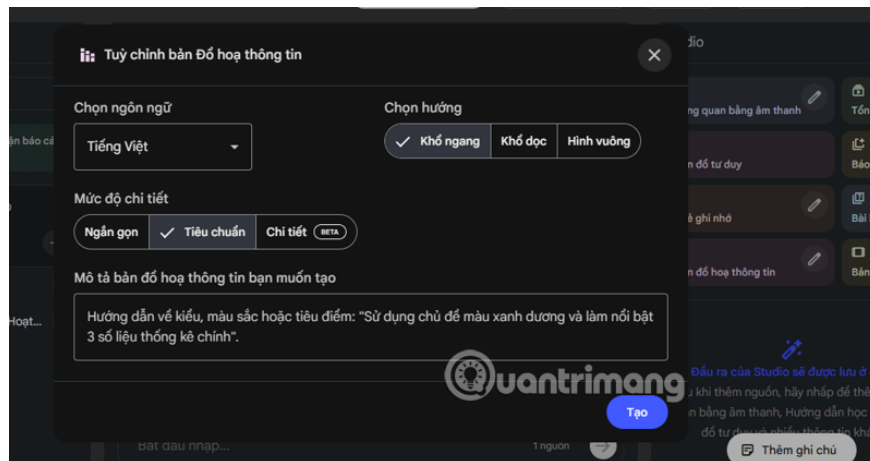 Tuỳ chỉnh bản Đồ hoạ thông tin
dio
Chọn ngôn ngữ
Chọn hướng
Tiếng Việt
Khổ ngang
Khổ dọc
Hình vuông
Mức độ chi tiết
Ngắn gọn
Tiêu chuẩn
Chi tiết
BETA
Mô tả bản đồ hoạ thông tin bạn muốn tạo
Hướng dẫn về kiểu, màu sắc hoặc tiêu điểm: "Sử dụng chủ đề màu xanh dương và làm nổi bật
3 số liệu thống kê chính".
Tạo
ng quan bằng âm thanh
Tổn
n đồ tư duy
Báo
ẻ ghi nhớ
Bài
n đồ hoạ thông tin
Bản
ận báo cá
Hoạt...
Quantrimang
Đầu ra của Studio sẽ được lưu ở
u khi thêm nguồn, hãy nhấp để thê
n bằng âm thanh, Hướng dẫn học
đồ tư duy và nhiều thông tin khá
Bắt đầu nhập...
1 nguồn
Thêm ghi chú